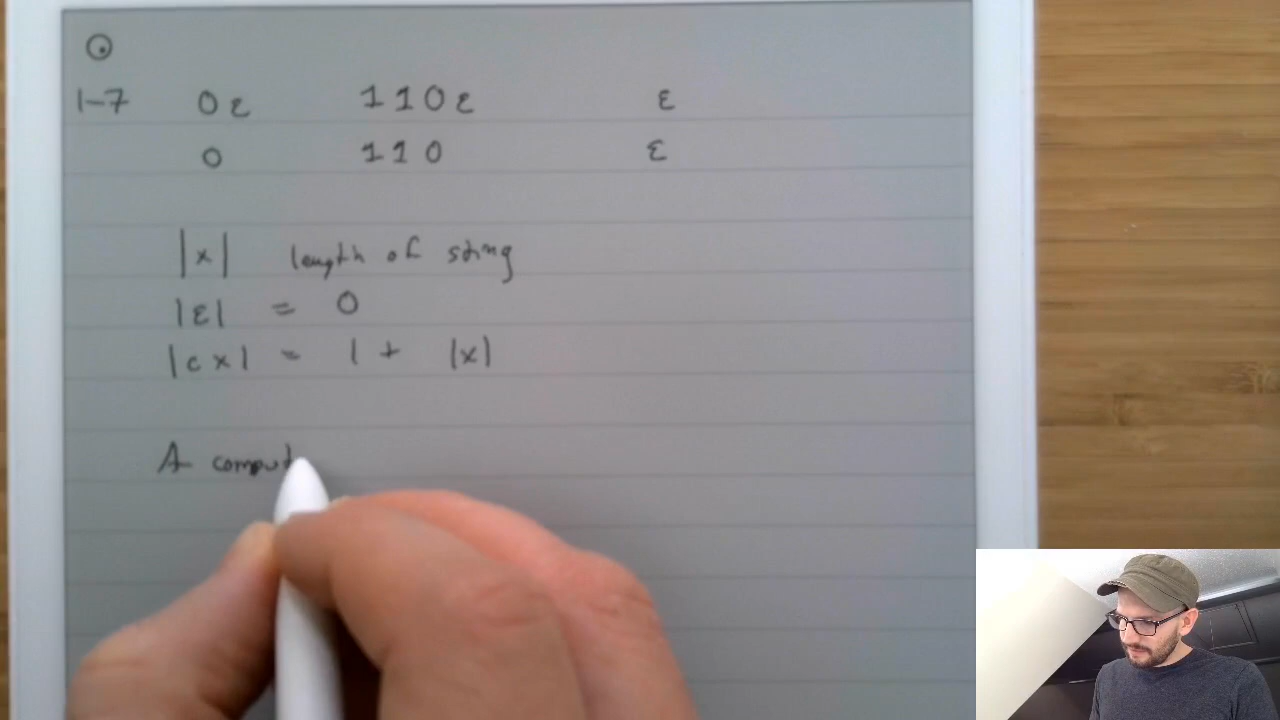 1-7 0ε 110ε ε
0 110 ε
|x| length of string
|ε| = 0
|cx| = 1 + |x|
A comput